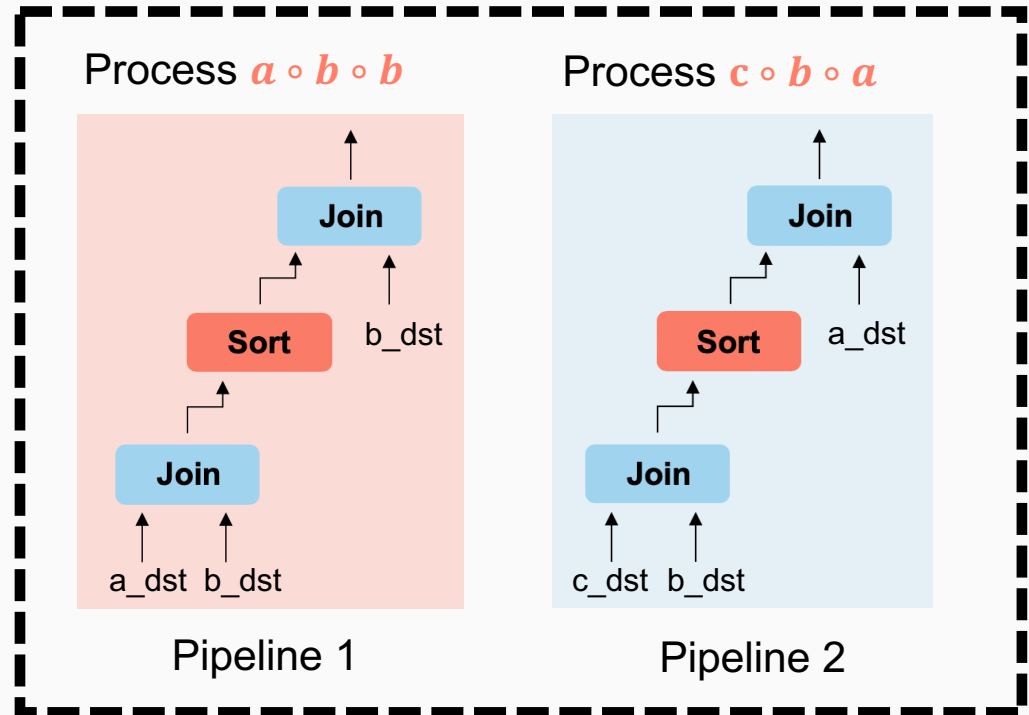 Process a ∘ b ∘ b
Join
Sort
b_dst
Join
a_dst b_dst
Pipeline 1
Process c ∘ b ∘ a
Join
Sort
a_dst
Join
c_dst b_dst
Pipeline 2